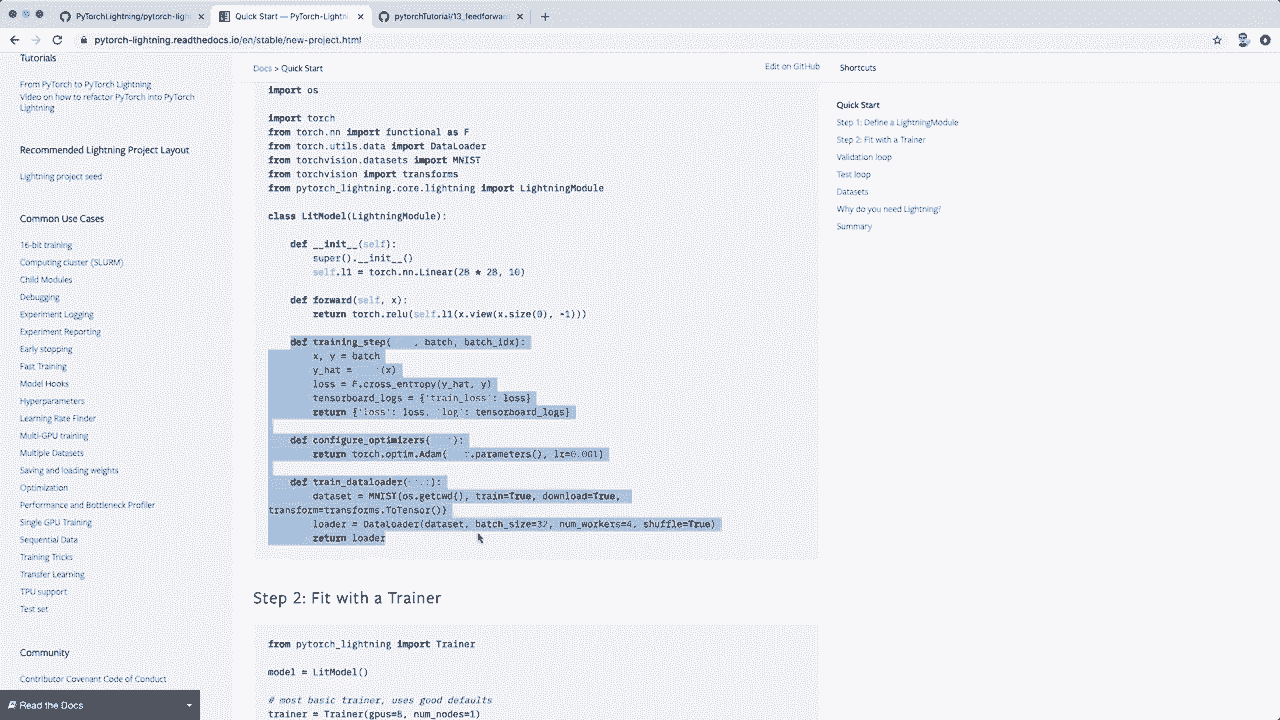 PyTorchLightning/pytorch-ligh
Quick Start — PyTorch-Lightni
pytorchTutorial/13_feedforwar
pytorch-lightning.readthedocs.io/en/stable/new-project.html
Tutorials
From PyTorch to PyTorch Lightning
Video on how to refactor PyTorch into PyTorch
Lightning
Recommended Lightning Project Layout
Lightning project seed
Common Use Cases
16-bit training
Computing cluster (SLURM)
Child Modules
Debugging
Experiment Logging
Experiment Reporting
Early stopping
Fast Training
Model Hooks
Hyperparameters
Learning Rate Finder
Multi-GPU training
Multiple Datasets
Saving and loading weights
Optimization
Performance and Bottleneck Profiler
Single GPU Training
Sequential Data
Training Tricks
Transfer Learning
TPU support
Test set
Community
Contributor Covenant Code of Conduct
Read the Docs
Docs > Quick Start
Edit on GitHub
import os
import torch
from torch.nn import functional as F
from torch.utils.data import DataLoader
from torchvision.datasets import MNIST
from torchvision import transforms
from pytorch_lightning.core.lightning import LightningModule
class LitModel(LightningModule):
def __init__(self):
super().__init__()
self.l1 = torch.nn.Linear(28 * 28, 10)
def forward(self, x):
return torch.relu(self.l1(x.view(x.size(0), -1)))
def training_step( , batch, batch_idx):
x, y = batch
y_hat = (x)
loss = F.cross_entropy(y_hat, y)
tensorboard_logs = {'train_loss': loss}
return {'loss': loss, 'log': tensorboard_logs}
def configure_optimizers( ):
return torch.optim.Adam( .parameters(), lr=0.001)
def train_dataloader( ):
dataset = MNIST(os.getcwd(), train=True, download=True,
transform=transforms.ToTensor())
loader = DataLoader(dataset, batch_size=32, num_workers=4, shuffle=True)
return loader
Step 2: Fit with a Trainer
from pytorch_lightning import Trainer
model = LitModel()
# most basic trainer, uses good defaults
trainer = Trainer(gpus=8, num_nodes=1)
Shortcuts
Quick Start
Step 1: Define a LightningModule
Step 2: Fit with a Trainer
Validation loop
Test loop
Datasets
Why do you need Lightning?
Summary